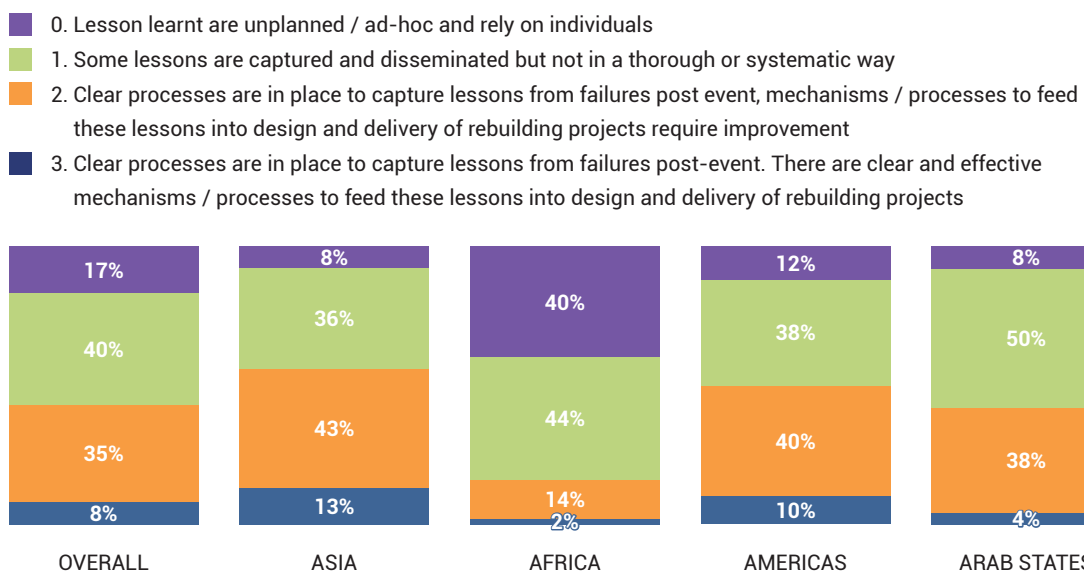 0. Lesson learnt are unplanned / ad-hoc and rely on individuals
1. Some lessons are captured and disseminated but not in a thorough or systematic way
2. Clear processes are in place to capture lessons from failures post event, mechanisms / processes to feed
these lessons into design and delivery of rebuilding projects require improvement
3. Clear processes are in place to capture lessons from failures post-event. There are clear and effective
mechanisms / processes to feed these lessons into design and delivery of rebuilding projects
17%
40%
35%
8%
OVERALL
8%
36%
43%
13%
ASIA
40%
44%
14%
2%
AFRICA
12%
38%
40%
10%
AMERICAS
8%
50%
38%
4%
ARAB STATES